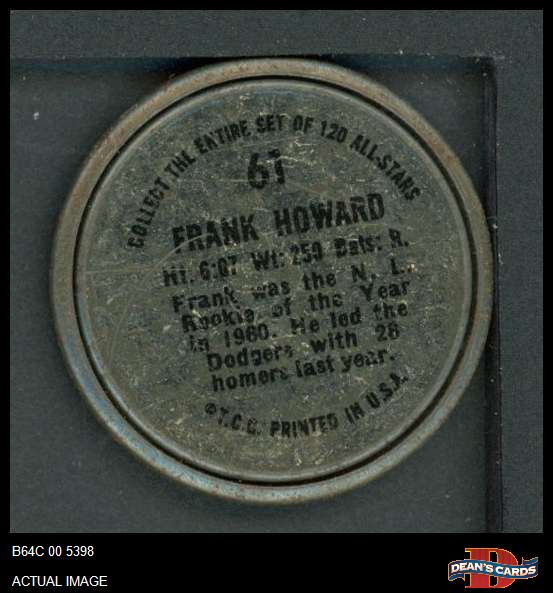 COLLECT THE ENTIRE SET OF 120 ALL-STARS
61
FRANK HOWARD
Ht. 6:07 Wt: 250 Bats: R.
Frank was the N. L.
Rookie of the Year
in 1960. He led the
Dodgers with 28
homers last year.
©T.C.G. PRINTED IN U.S.A.
B64C 00 5398
ACTUAL IMAGE
D
DEAN'S CARDS